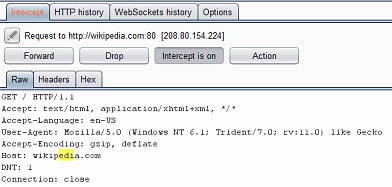 Intercept HTTP history WebSockets history Options
Request to http://wikipedia.com:80 [208.80.154.224]
Forward Drop Intercept is on Action
Raw Headers Hex
GET / HTTP/1.1
Accept: text/html, application/xhtml+xml, */*
Accept-Language: en-US
User-Agent: Mozilla/5.0 (Windows NT 6.1; Trident/7.0; rv:11.0) like Gecko
Accept-Encoding: gzip, deflate
Host: wikipedia.com
DNT: 1
Connection: close